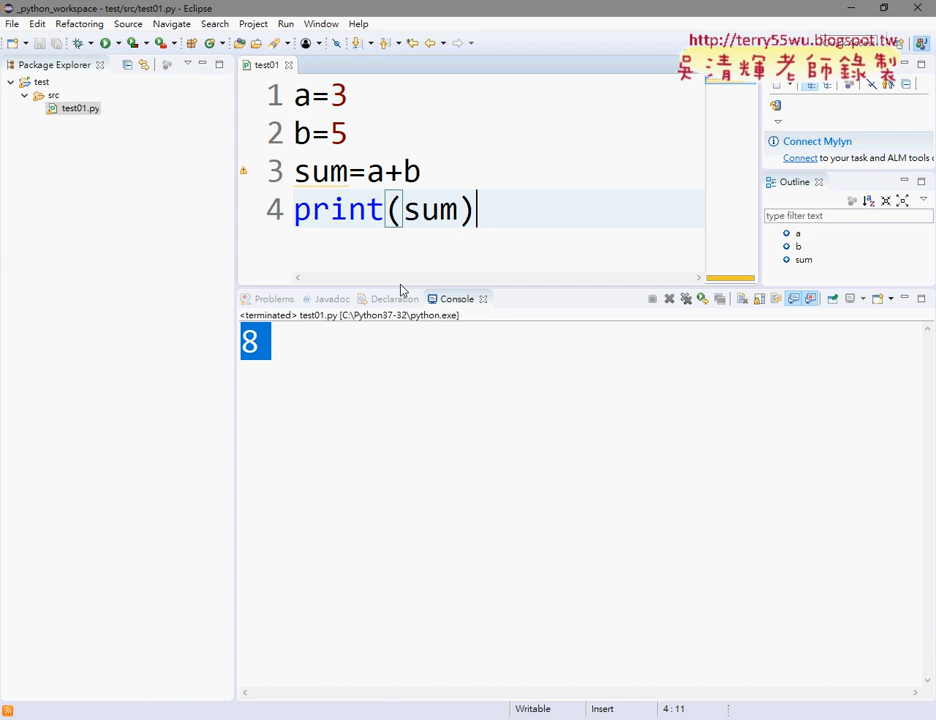 _python_workspace - test/src/test01.py - Eclipse
File Edit Refactoring Source Navigate Search Project Run Window Help
http://terry55wu.blogspot.tw
吳清輝老師錄製
Package Explorer
test01
test
src
test01.py
1 a=3
2 b=5
3 sum=a+b
4 print(sum)
Connect Mylyn
Connect to your task and ALM tools
Outline
type filter text
a
b
sum
Problems Javadoc Declaration Console
<terminated> test01.py [C:\Python37-32\python.exe]
8
Writable Insert 4 : 11